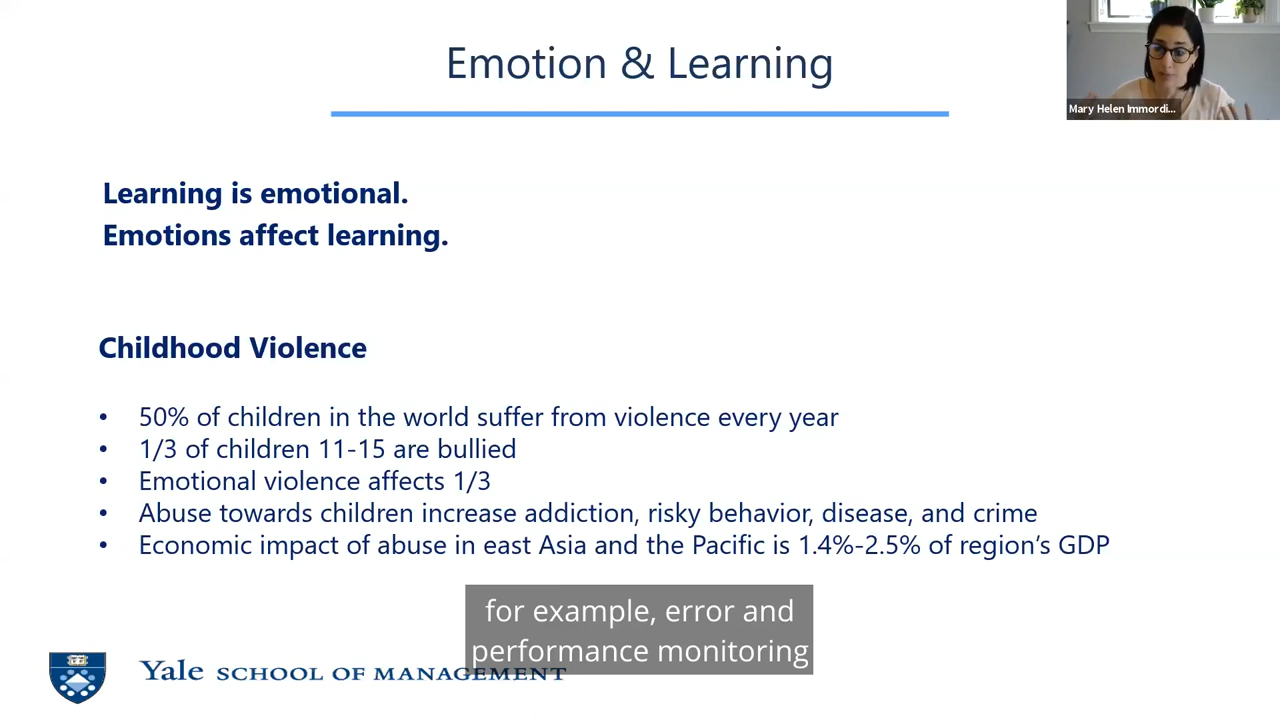 Emotion & Learning
Mary Helen Immordi...
Learning is emotional.
Emotions affect learning.
Childhood Violence
• 50% of children in the world suffer from violence every year
• 1/3 of children 11-15 are bullied
• Emotional violence affects 1/3
• Abuse towards children increase addiction, risky behavior, disease, and crime
• Economic impact of abuse in east Asia and the Pacific is 1.4%-2.5% of region's GDP
for example, error and
performance monitoring
Yale SCHOOL OF MANAGEMENT